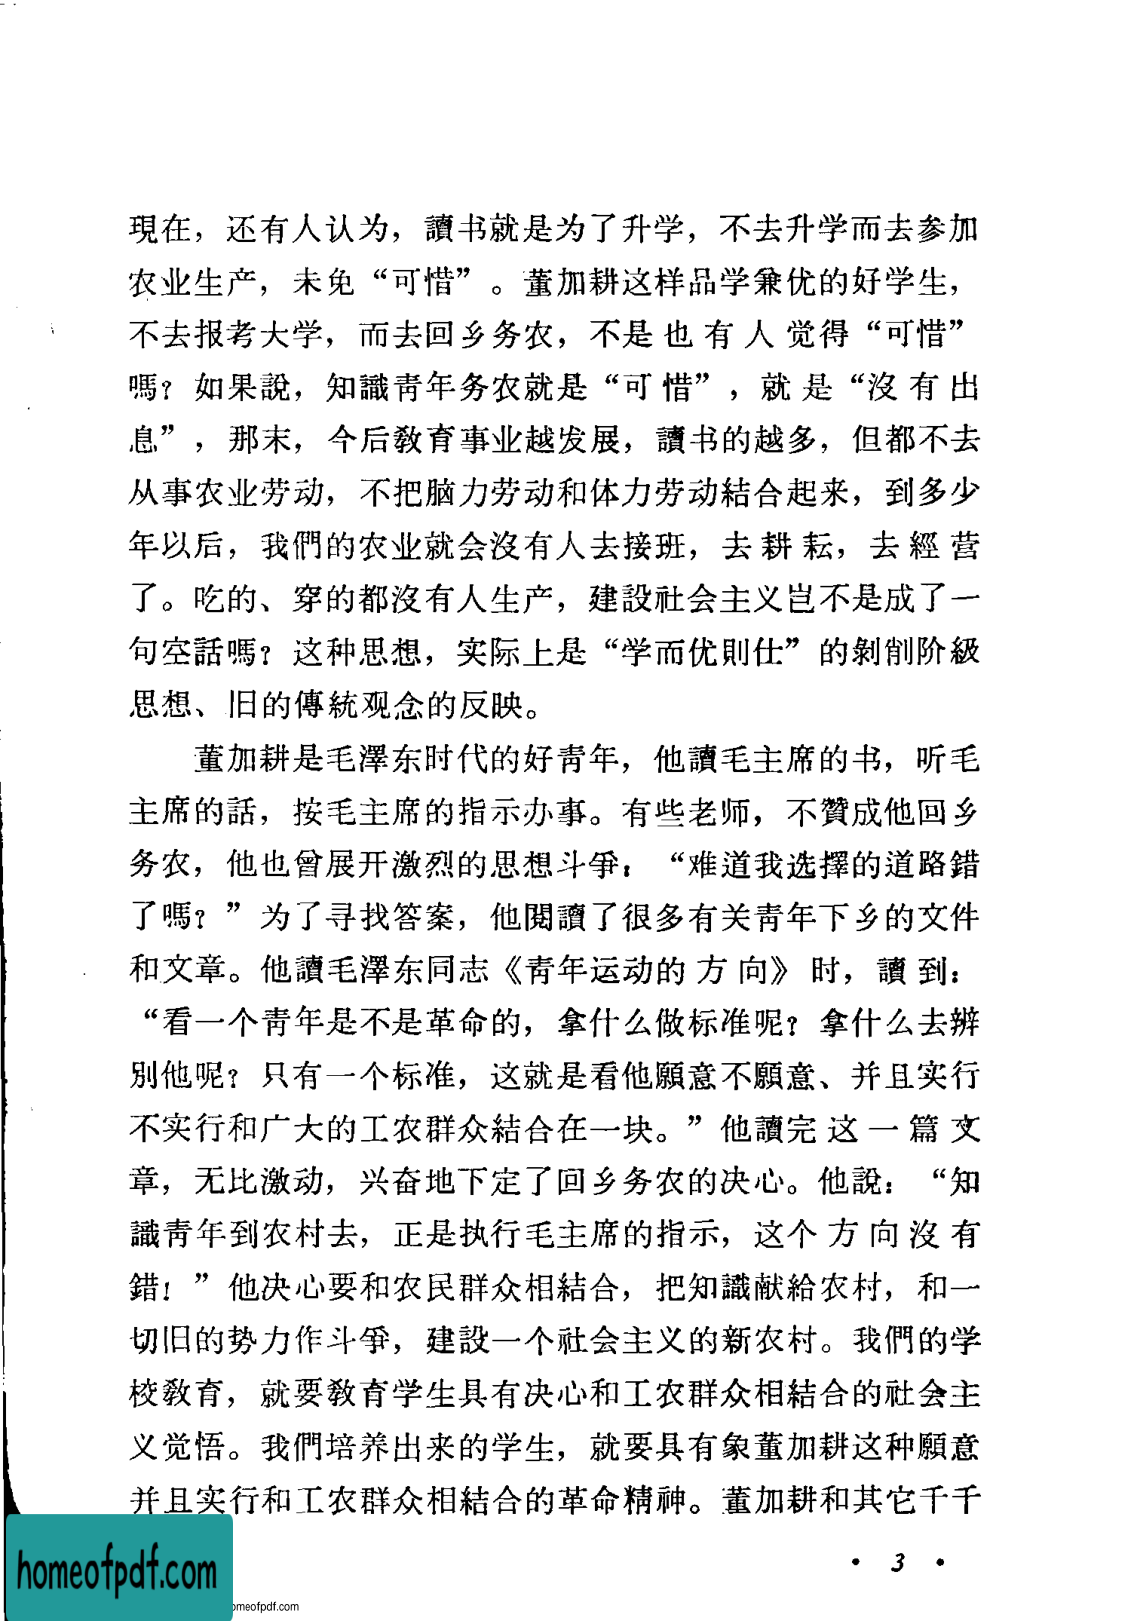 現在，还有人认为，讀书就是为了升学，不去升学而去参加
农业生产，未免“可惜”。董加耕这样品学兼优的好学生，
不去报考大学，而去回乡务农，不是也有人觉得“可惜”
嗎？如果說，知識青年务农就是“可惜”，就是“沒有出
息”，那末，今后教育事业越发展，讀书的越多，但都不去
从事农业劳动，不把脑力劳动和体力劳动結合起来，到多少
年以后，我們的农业就会沒有人去接班，去耕耘，去經营
了。吃的、穿的都沒有人生产，建設社会主义岂不是成了一
句空話嗎？这种思想，实际上是“学而优則仕”的剝削阶級
思想、旧的傳統观念的反映。
董加耕是毛澤东时代的好青年，他讀毛主席的书，听毛
主席的話，按毛主席的指示办事。有些老师，不贊成他回乡
务农，他也曾展开激烈的思想斗爭：“难道我选擇的道路錯
了嗎？”为了寻找答案，他閱讀了很多有关青年下乡的文件
和文章。他讀毛澤东同志《青年运动的方向》时，讀到：
“看一个青年是不是革命的，拿什么做标准呢？拿什么去辨
別他呢？只有一个标准，这就是看他願意不願意、并且实行
不实行和广大的工农群众結合在一块。”他讀完这一篇文
章，无比激动，兴奋地下定了回乡务农的决心。他說：“知
識青年到农村去，正是执行毛主席的指示，这个方向沒有
錯！”他决心要和农民群众相結合，把知識献給农村，和一
切旧的势力作斗爭，建設一个社会主义的新农村。我們的学
校教育，就要教育学生具有决心和工农群众相結合的社会主
义觉悟。我們培养出来的学生，就要具有象董加耕这种願意
并且实行和工农群众相結合的革命精神。董加耕和其它千千
• 3 •
homeofpdf.com
omeofpdf.com